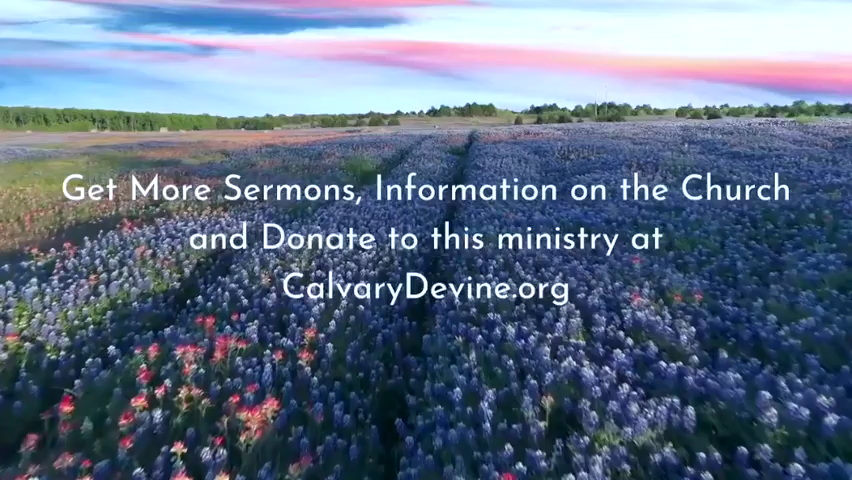 Get More Sermons, Information on the Church
and Donate to this ministry at
CalvaryDevine.org